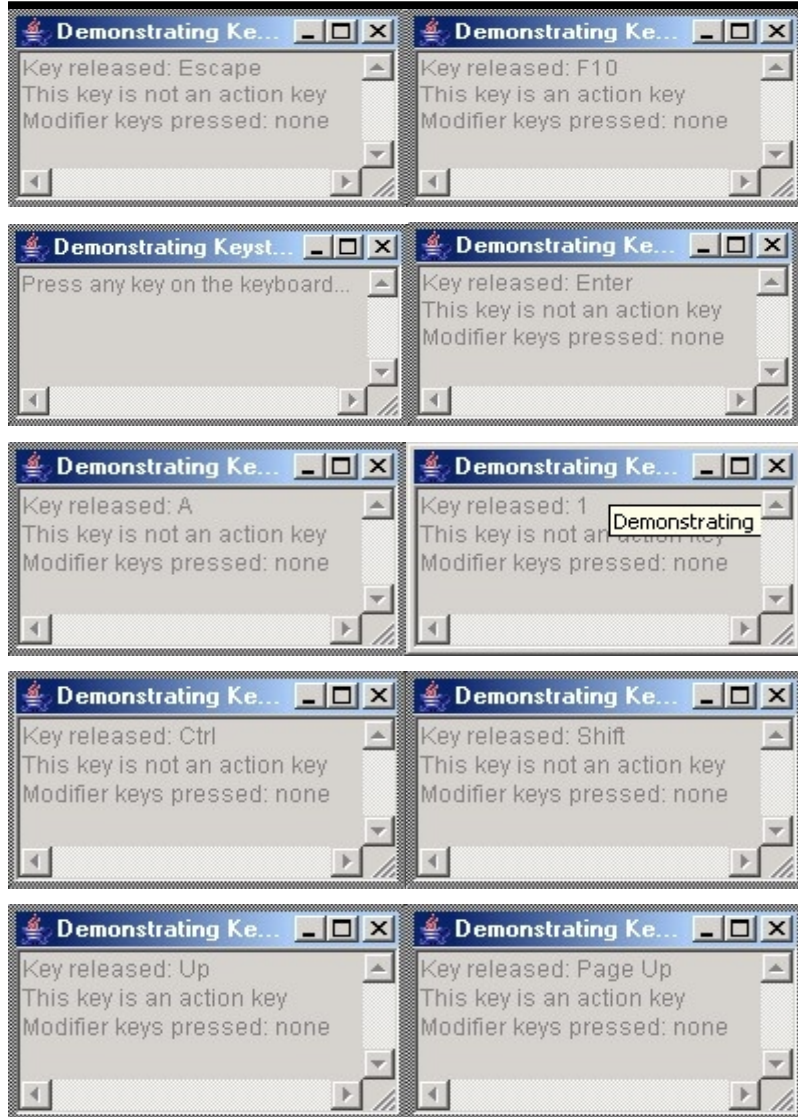 Demonstrating Ke...
Key released: Escape
This key is not an action key
Modifier keys pressed: none
Demonstrating Ke...
Key released: F10
This key is an action key
Modifier keys pressed: none
Demonstrating Keyst...
Press any key on the keyboard...
Demonstrating Ke...
Key released: Enter
This key is not an action key
Modifier keys pressed: none
Demonstrating Ke...
Key released: A
This key is not an action key
Modifier keys pressed: none
Demonstrating Ke...
Key released: 1
Demonstrating
This key is not an action key
Modifier keys pressed: none
Demonstrating Ke...
Key released: Ctrl
This key is not an action key
Modifier keys pressed: none
Demonstrating Ke...
Key released: Shift
This key is not an action key
Modifier keys pressed: none
Demonstrating Ke...
Key released: Up
This key is an action key
Modifier keys pressed: none
Demonstrating Ke...
Key released: Page Up
This key is an action key
Modifier keys pressed: none